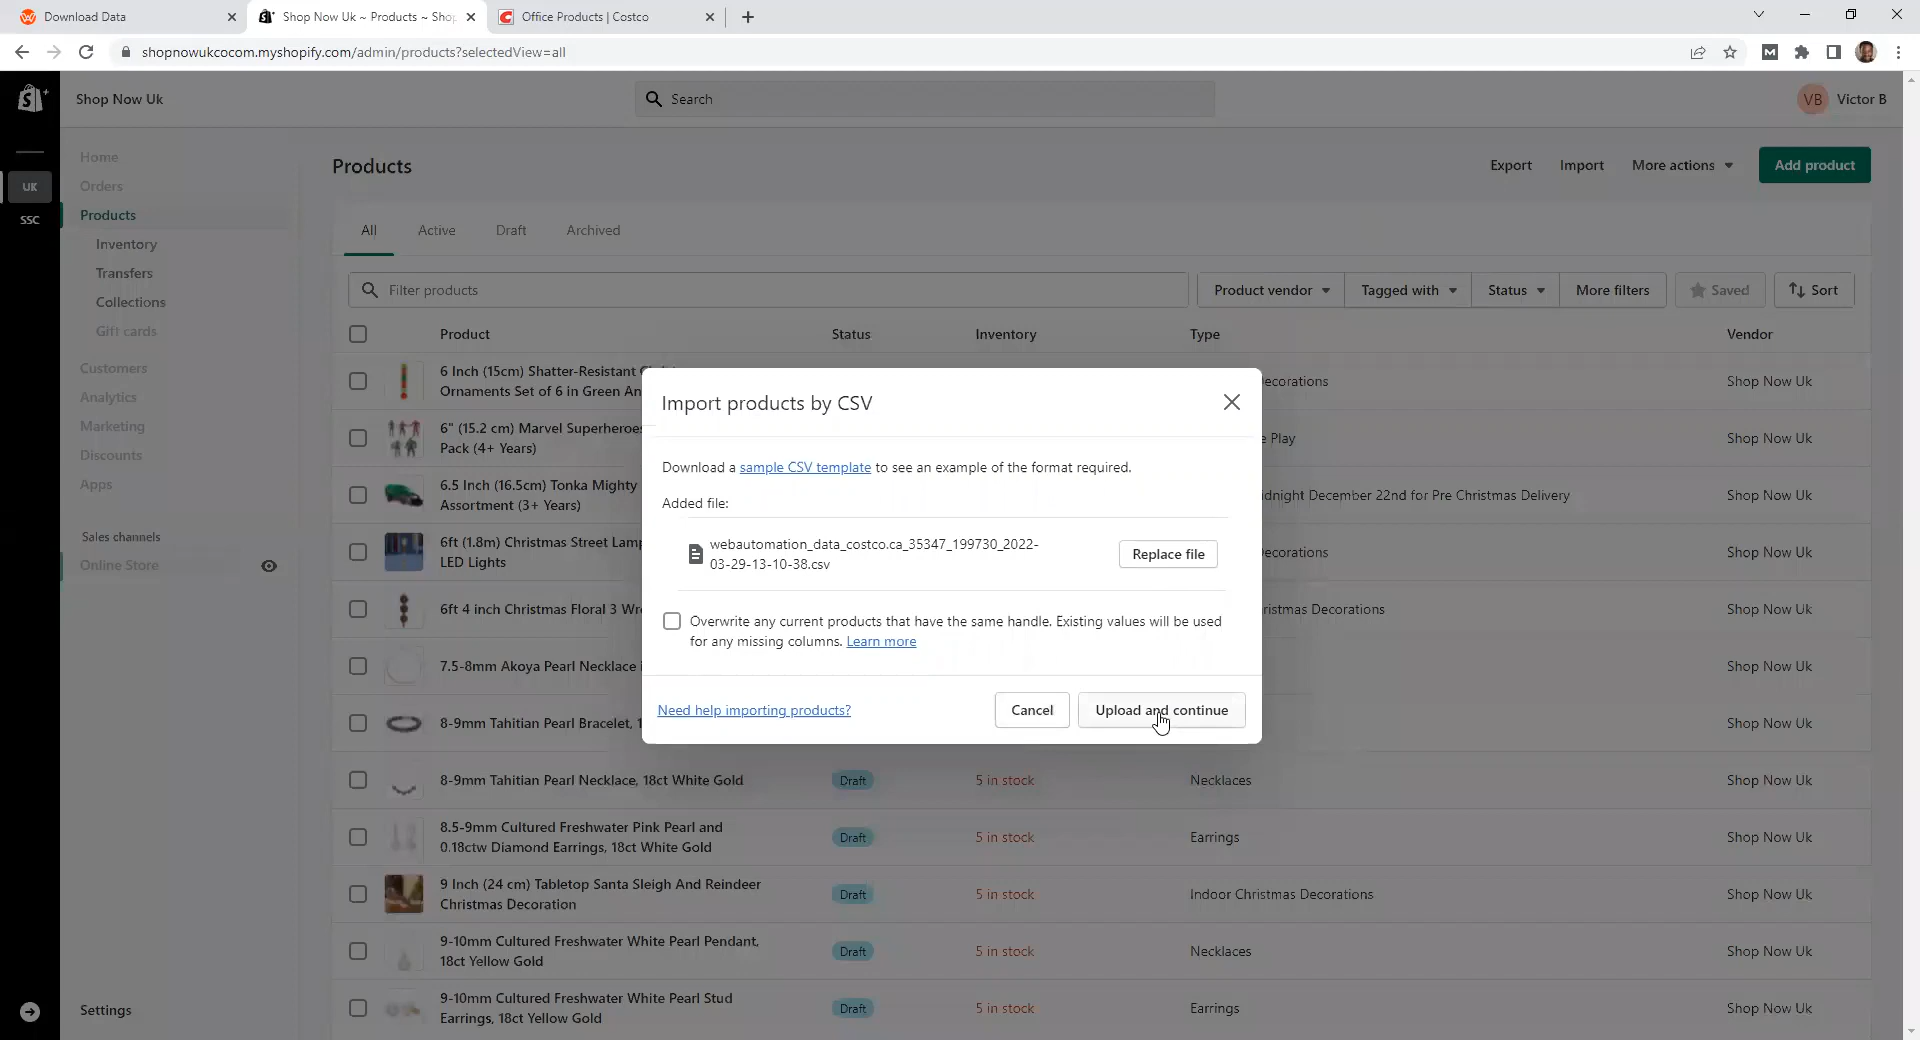 Download Data
Shop Now Uk ~ Products ~ Shop
Office Products | Costco
shopnowukcocom.myshopify.com/admin/products?selectedView=all
Shop Now Uk
Search
VB Victor B
UK
SSC
Home
Orders
Products
Inventory
Transfers
Collections
Gift cards
Customers
Analytics
Marketing
Discounts
Apps
Sales channels
Online Store
Settings
Products
Export Import More actions Add product
All Active Draft Archived
Filter products Product vendor Tagged with Status More filters Saved Sort
Product Status Inventory Type Vendor
6 Inch (15cm) Shatter-Resistant
Ornaments Set of 6 in Green An
ecorations Shop Now Uk
6" (15.2 cm) Marvel Superheroes
Pack (4+ Years)
e Play Shop Now Uk
6.5 Inch (16.5cm) Tonka Mighty
Assortment (3+ Years)
dnight December 22nd for Pre Christmas Delivery Shop Now Uk
6ft (1.8m) Christmas Street Lamp
LED Lights
ecorations Shop Now Uk
6ft 4 inch Christmas Floral 3 Wr
ristmas Decorations Shop Now Uk
7.5-8mm Akoya Pearl Necklace
Shop Now Uk
8-9mm Tahitian Pearl Bracelet, 1
Shop Now Uk
Import products by CSV
Download a sample CSV template to see an example of the format required.
Added file:
webautomation_data_costco.ca_35347_199730_2022-
03-29-13-10-38.csv
Replace file
Overwrite any current products that have the same handle. Existing values will be used
for any missing columns. Learn more
Need help importing products? Cancel Upload and continue
8-9mm Tahitian Pearl Necklace, 18ct White Gold Draft 5 in stock Necklaces Shop Now Uk
8.5-9mm Cultured Freshwater Pink Pearl and
0.18ctw Diamond Earrings, 18ct White Gold
Draft 5 in stock Earrings Shop Now Uk
9 Inch (24 cm) Tabletop Santa Sleigh And Reindeer
Christmas Decoration
Draft 5 in stock Indoor Christmas Decorations Shop Now Uk
9-10mm Cultured Freshwater White Pearl Pendant,
18ct Yellow Gold
Draft 5 in stock Necklaces Shop Now Uk
9-10mm Cultured Freshwater White Pearl Stud
Earrings, 18ct Yellow Gold
Draft 5 in stock Earrings Shop Now Uk